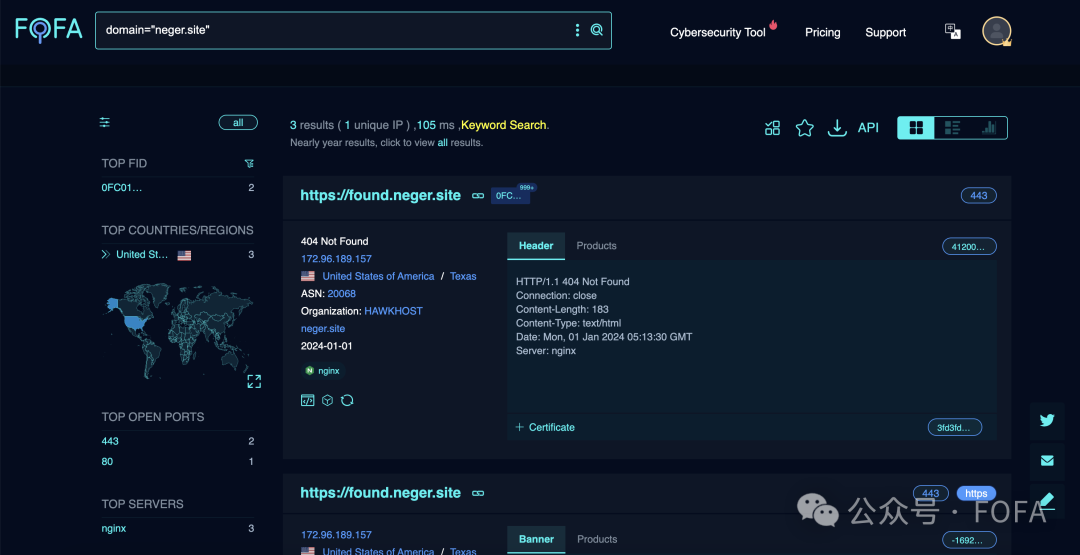 FOFA
domain="neger.site"
Cybersecurity Tool
Pricing
Support
all
3 results ( 1 unique IP ) ,105 ms ,Keyword Search.
Nearly year results, click to view all results.
API
TOP FID
0FC01... 2
TOP COUNTRIES/REGIONS
United St... 3
TOP OPEN PORTS
443 2
80 1
TOP SERVERS
nginx 3
https://found.neger.site
0FC...
999+
443
404 Not Found
172.96.189.157
United States of America / Texas
ASN: 20068
Organization: HAWKHOST
neger.site
2024-01-01
nginx
Header
Products
41200...
HTTP/1.1 404 Not Found
Connection: close
Content-Length: 183
Content-Type: text/html
Date: Mon, 01 Jan 2024 05:13:30 GMT
Server: nginx
+ Certificate
3fd3fd...
https://found.neger.site
443
https
172.96.189.157
United States of America / Texas
Banner
Products
-1692...
公众号 · FOFA